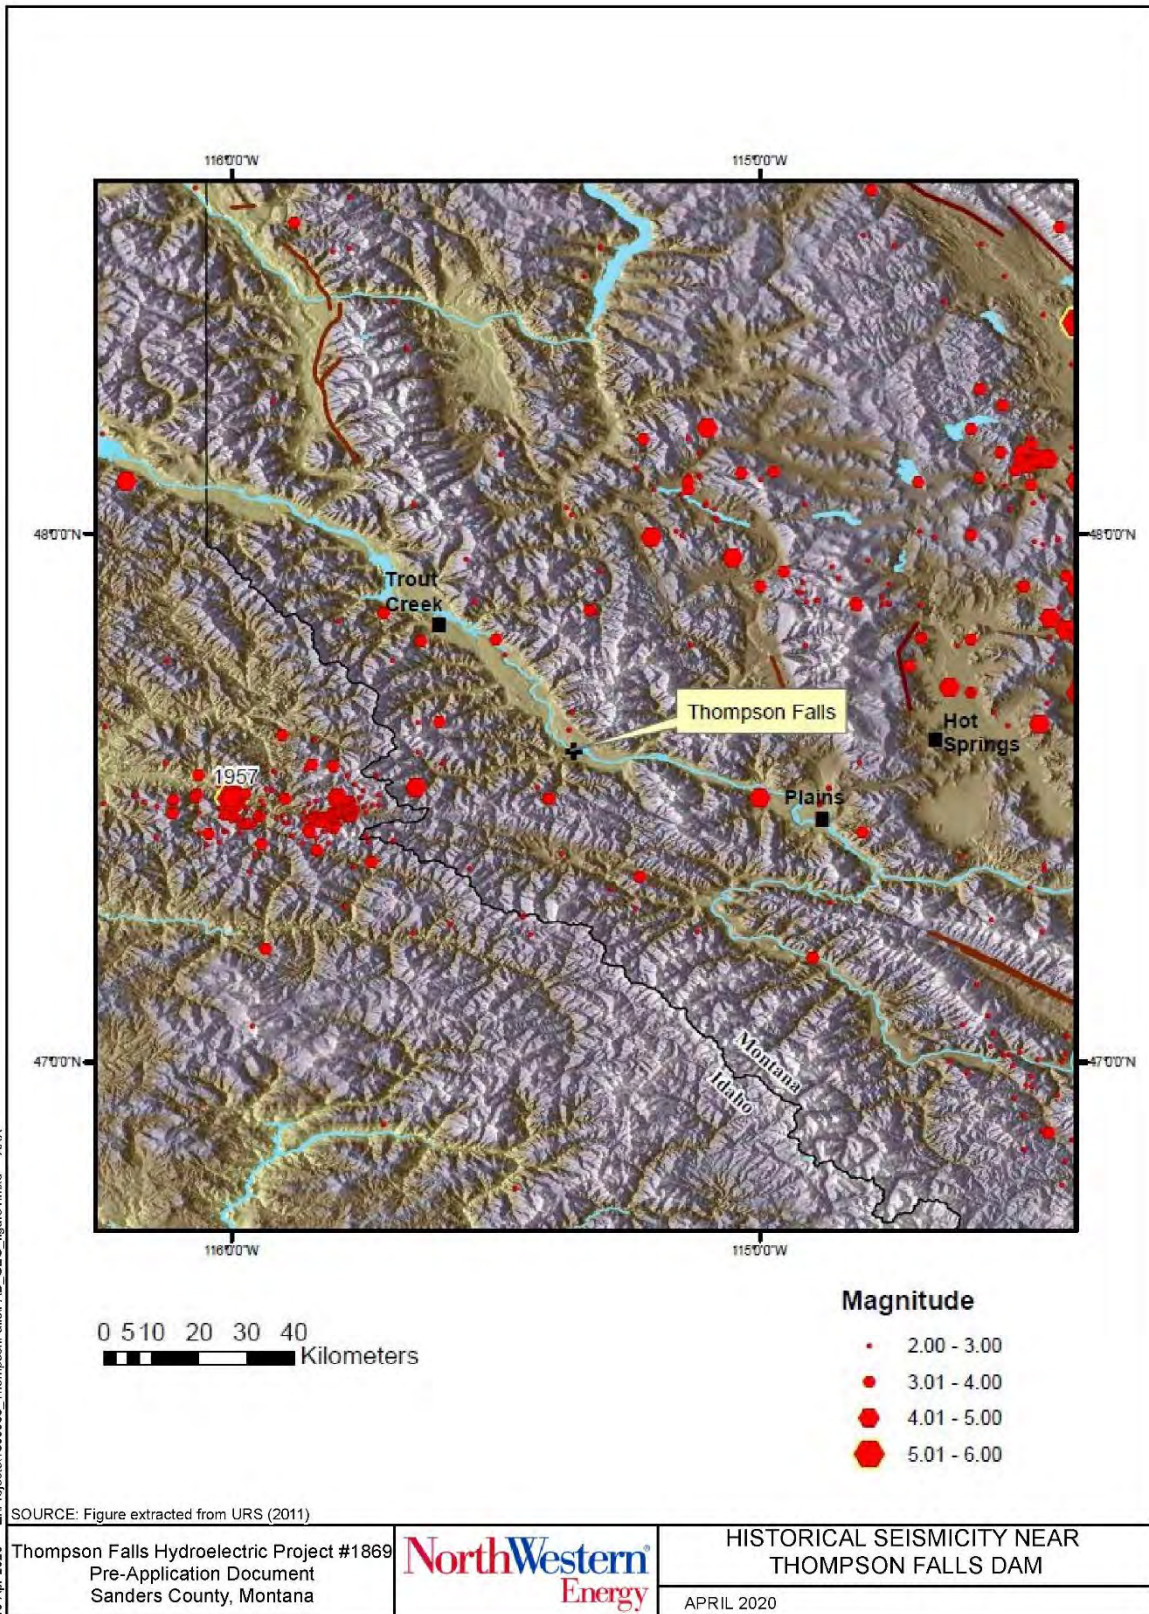 116°0'0"W 115°0'0"W
48°0'0"N 48°0'0"N
Trout
Creek
Thompson Falls
Hot
Springs
1957
Plains
Montana
Idaho
47°0'0"N 47°0'0"N
116°0'0"W 115°0'0"W
Magnitude
0 5 10 20 30 40
Kilometers
2.00 - 3.00
3.01 - 4.00
4.01 - 5.00
5.01 - 6.00
SOURCE: Figure extracted from URS (2011)
Thompson Falls Hydroelectric Project #1869
Pre-Application Document
Sanders County, Montana
NorthWestern
Energy
HISTORICAL SEISMICITY NEAR
THOMPSON FALLS DAM
APRIL 2020